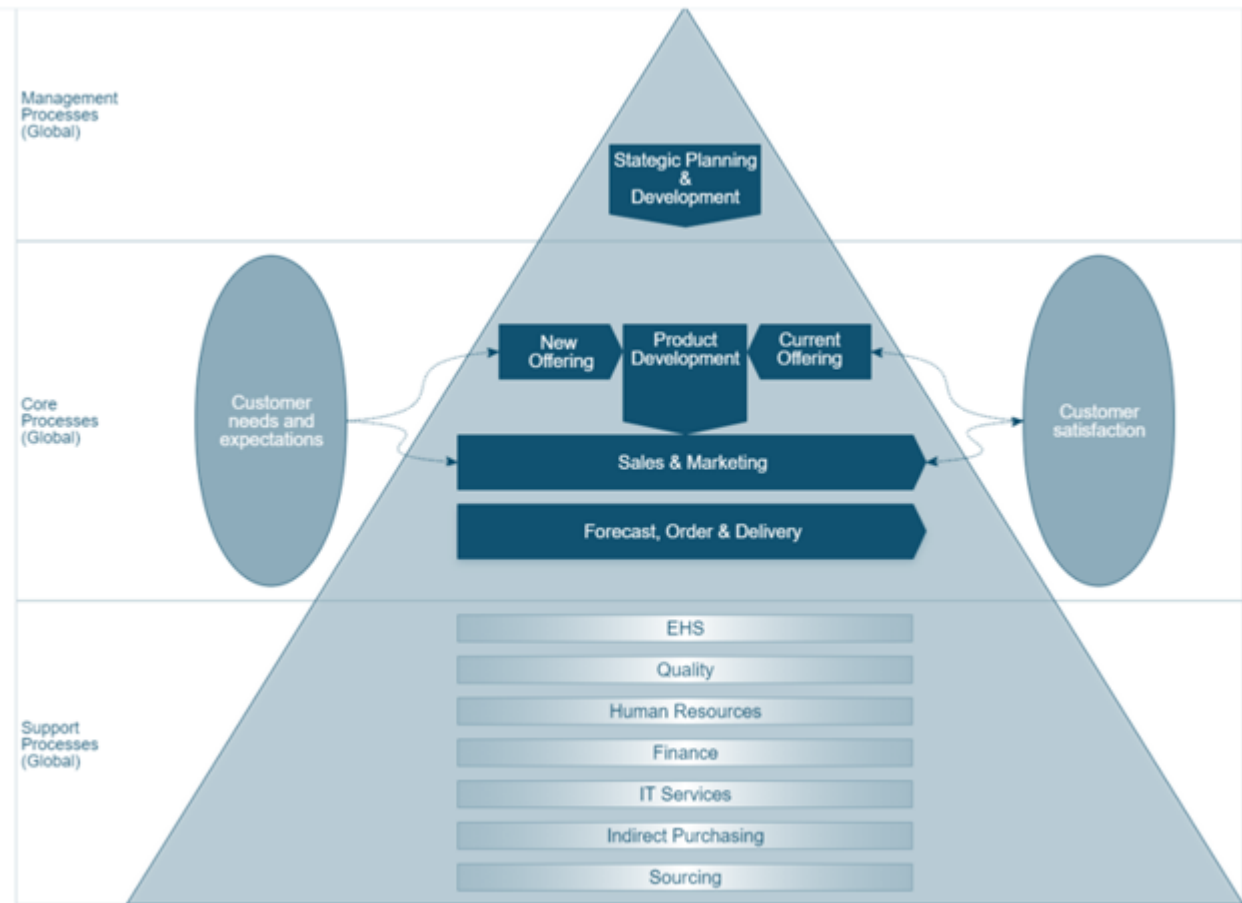 Management
Processes
(Global)
Stategic Planning
&
Development
New
Offering
Product
Development
Current
Offering
Customer
needs and
expectations
Core
Processes
(Global)
Customer
satisfaction
Sales & Marketing
Forecast, Order & Delivery
EHS
Quality
Human Resources
Support
Processes
(Global)
Finance
IT Services
Indirect Purchasing
Sourcing